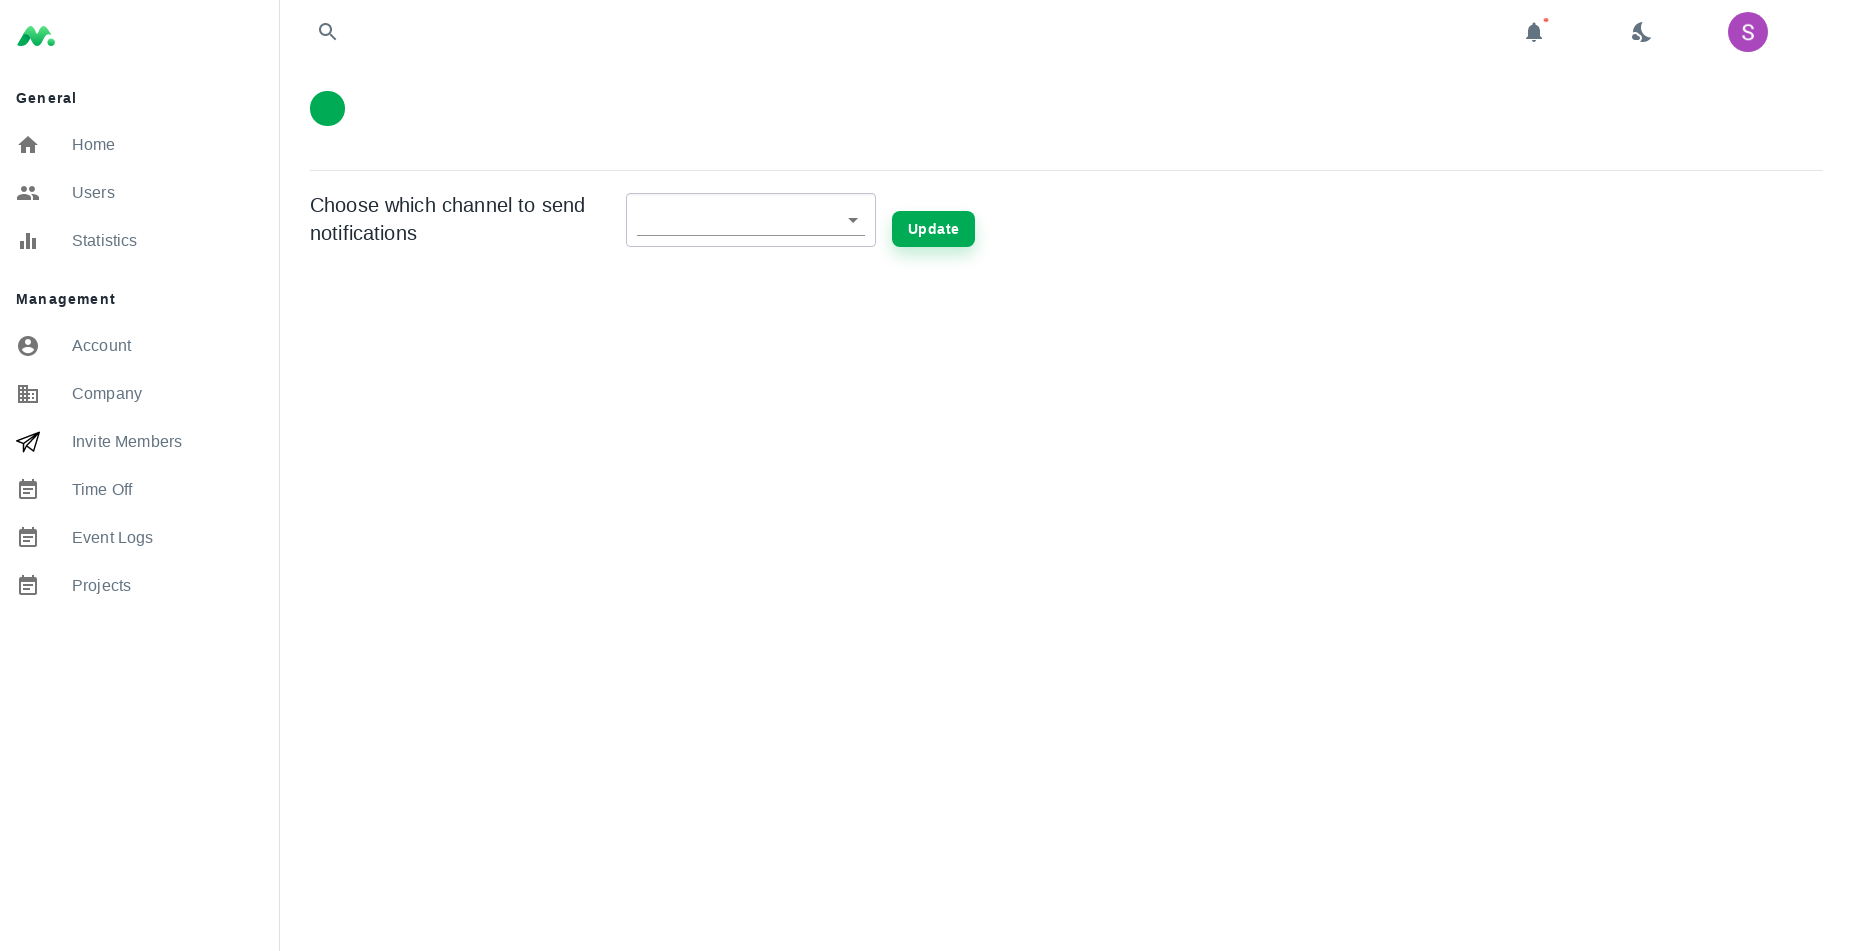 General
Home
Users
Statistics
Management
Account
Company
Invite Members
Time Off
Event Logs
Projects
S
Choose which channel to send
notifications
Update